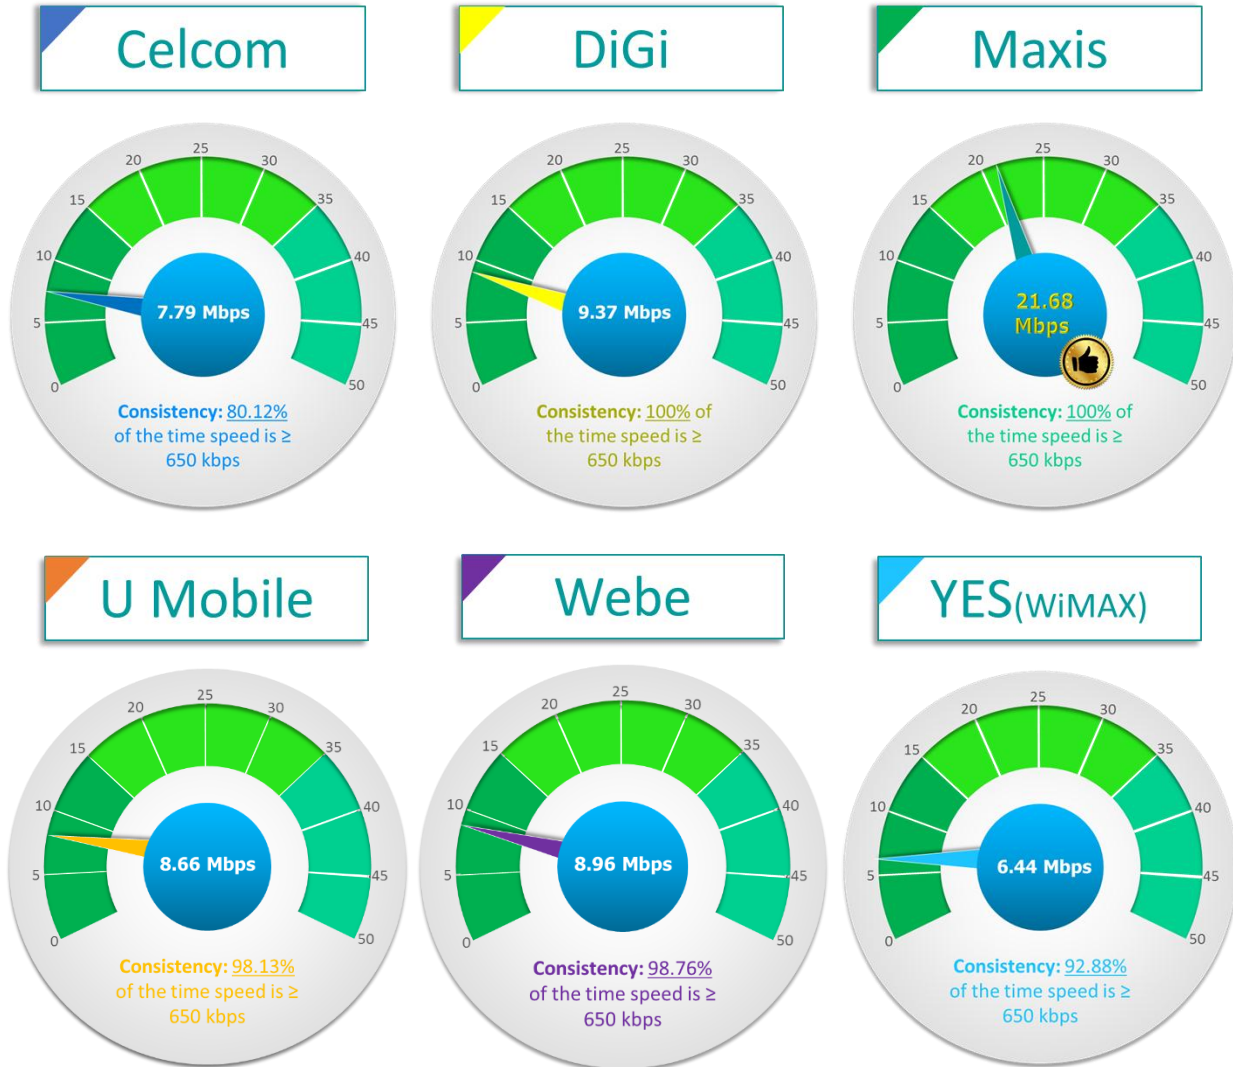 Celcom
DiGi
Maxis
0
5
10
15
20
25
30
35
40
45
50
7.79 Mbps
Consistency: 80.12%
of the time speed is ≥
650 kbps
0
5
10
15
20
25
30
35
40
45
50
9.37 Mbps
Consistency: 100% of
the time speed is ≥
650 kbps
0
5
10
15
20
25
30
35
40
45
50
21.68
Mbps
Consistency: 100% of
the time speed is ≥
650 kbps
U Mobile
Webe
YES(WiMAX)
0
5
10
15
20
25
30
35
40
45
50
8.66 Mbps
Consistency: 98.13%
of the time speed is ≥
650 kbps
0
5
10
15
20
25
30
35
40
45
50
8.96 Mbps
Consistency: 98.76%
of the time speed is ≥
650 kbps
0
5
10
15
20
25
30
35
40
45
50
6.44 Mbps
Consistency: 92.88%
of the time speed is ≥
650 kbps